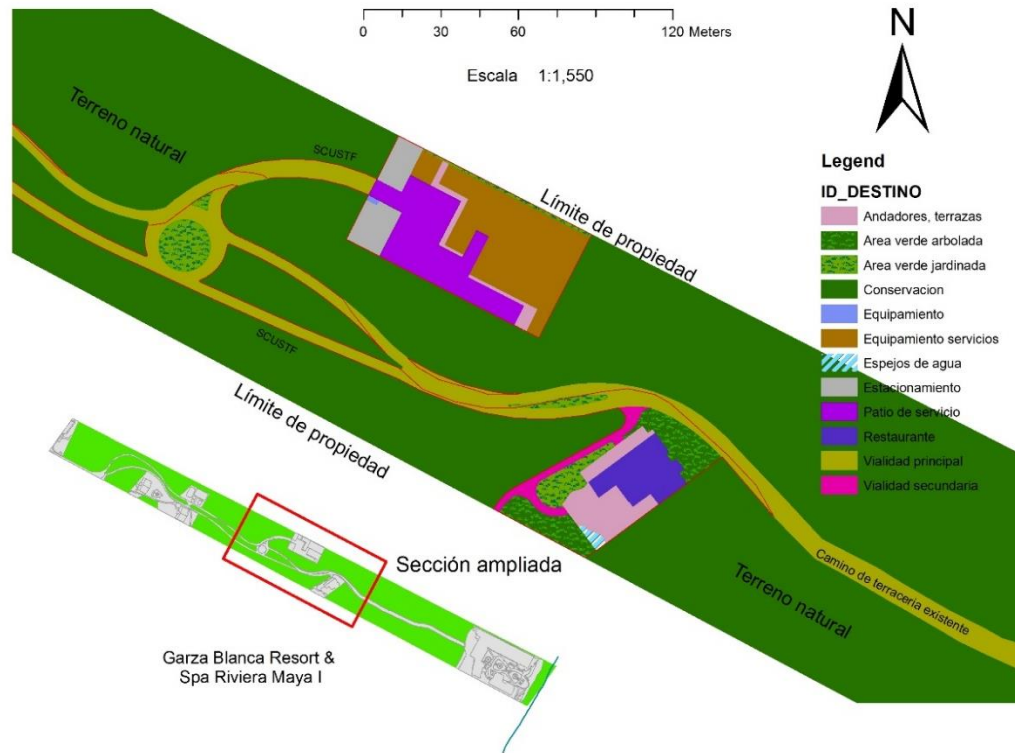 0 30 60 120 Meters
Escala 1:1,550
N
Terreno natural
SCUSTF
Límite de propiedad
Legend
ID_DESTINO
Andadores, terrazas
Area verde arbolada
Area verde jardinada
Conservacion
Equipamiento
Equipamiento servicios
Espejos de agua
Estacionamiento
Patio de servicio
Restaurante
Vialidad principal
Vialidad secundaria
SCUSTF
Límite de propiedad
Sección ampliada
Terreno natural
Camino de terracería existente
Garza Blanca Resort &
Spa Riviera Maya I